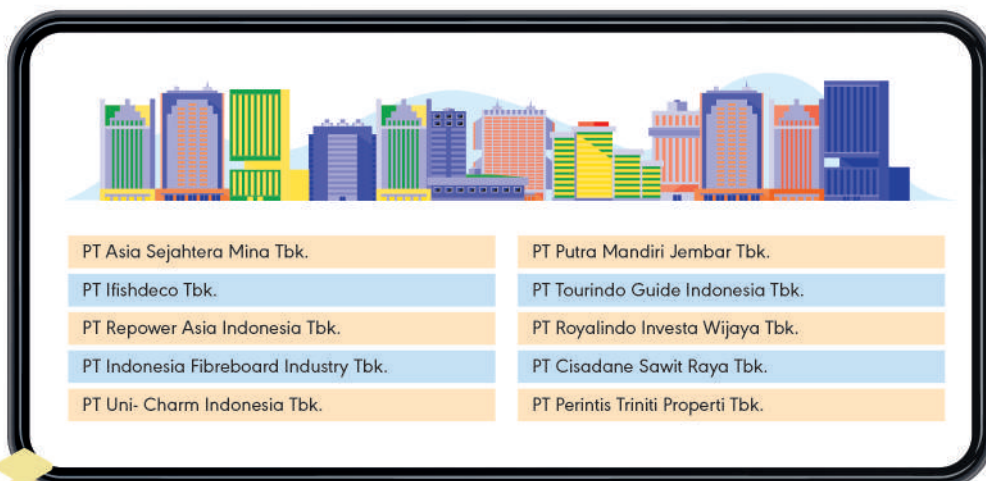 PT Asia Sejahtera Mina Tbk.
PT Ifishdeco Tbk.
PT Repower Asia Indonesia Tbk.
PT Indonesia Fibreboard Industry Tbk.
PT Uni- Charm Indonesia Tbk.
PT Putra Mandiri Jembar Tbk.
PT Tourindo Guide Indonesia Tbk.
PT Royalindo Investa Wijaya Tbk.
PT Cisadane Sawit Raya Tbk.
PT Perintis Triniti Properti Tbk.